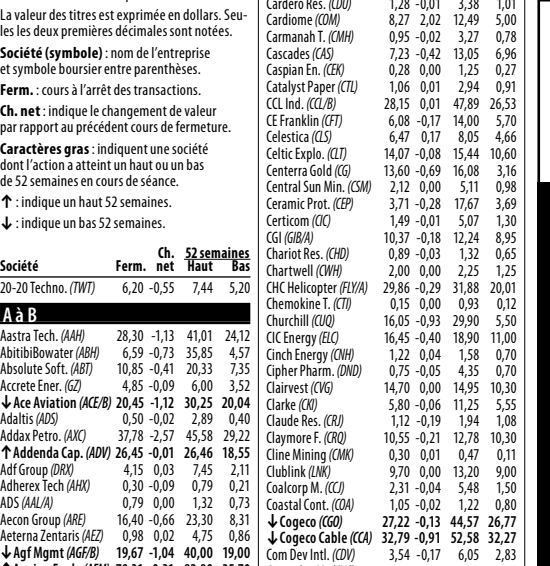 La valeur des titres est exprimée en dollars. Seu-
les les deux premières décimales sont notées.
Société (symbole) : nom de l'entreprise
et symbole boursier entre parenthèses.
Ferm. : cours à l'arrêt des transactions.
Ch. net : indique le changement de valeur
par rapport au précédent cours de fermeture.
Caractères gras : indiquent une société
dont l'action a atteint un haut ou un bas
de 52 semaines en cours de séance.
↑ : indique un haut 52 semaines.
↓ : indique un bas 52 semaines.
Ch. 52 semaines
Société Ferm. net Haut Bas
20-20 Techno. (TWT) 6,20 -0,55 7,44 5,20
A à B
Aastra Tech. (AAH) 28,30 -1,13 41,01 24,12
AbitibiBowater (ABH) 6,59 -0,73 35,85 4,57
Absolute Soft. (ABT) 10,85 -0,41 20,33 7,35
Accrete Ener. (GZ) 4,85 -0,09 6,00 3,52
↓Ace Aviation (ACE/B) 20,45 -1,12 30,25 20,04
Adaltis (ADS) 0,50 -0,02 2,89 0,40
Addax Petro. (AXC) 37,78 -2,57 45,58 29,22
↑Addenda Cap. (ADV) 26,45 -0,01 26,46 18,55
Adf Group (DRX) 4,15 0,03 7,45 2,11
Adherex Tech (AHX) 0,30 -0,09 0,79 0,21
ADS (AAL/A) 0,79 0,00 1,32 0,73
Aecon Group (ARE) 16,40 -0,66 23,30 8,31
Aeterna Zentaris (AEZ) 0,98 0,02 4,75 0,86
↓Agf Mgmt (AGF/B) 19,67 -1,04 40,00 19,00
Cardero Res. (CDU) 1,28 -0,01 3,38 1,01
Cardiome (COM) 8,27 2,02 12,49 5,00
Carmanah T. (CMH) 0,95 -0,02 3,27 0,78
Cascades (CAS) 7,23 -0,42 13,05 6,96
Caspian En. (CEK) 0,28 0,00 1,25 0,27
Catalyst Paper (CTL) 1,06 0,01 2,94 0,91
CCL Ind. (CCL/B) 28,15 0,01 47,89 26,53
CE Franklin (CFT) 6,08 -0,17 14,00 5,70
Celestica (CLS) 6,47 0,17 8,05 4,66
Celtic Explo. (CLT) 14,07 -0,08 15,44 10,60
Centerra Gold (CG) 13,60 -0,69 16,08 3,16
Central Sun Min. (CSM) 2,12 0,00 5,11 0,98
Ceramic Prot. (CEP) 3,71 -0,28 17,67 3,69
Certicom (CIC) 1,49 -0,01 5,07 1,30
CGI (GIB/A) 10,37 -0,18 12,24 8,95
Chariot Res. (CHD) 0,89 -0,03 1,32 0,65
Chartwell (CWH) 2,00 0,00 2,25 1,25
CHC Helicopter (FLY/A) 29,86 -0,29 31,88 20,01
Chemokine T. (CTI) 0,15 0,00 0,93 0,12
Churchill (CUQ) 16,05 -0,93 29,90 5,50
CIC Energy (ELC) 16,45 -0,40 18,90 11,00
Cinch Energy (CNH) 1,22 0,04 1,58 0,70
Cipher Pharm. (DND) 0,75 -0,05 4,35 0,70
Clairvest (CVG) 14,70 0,00 14,95 10,30
Clarke (CKI) 5,80 -0,06 11,25 5,55
Claude Res. (CRJ) 1,12 -0,19 1,94 1,08
Claymore F. (CRQ) 10,55 -0,21 12,78 10,30
Cline Mining (CMK) 0,30 0,01 0,47 0,11
Clublink (LNK) 9,70 0,00 13,20 9,00
Coalcorp M. (CCJ) 2,31 -0,04 5,48 1,50
Coastal Cont. (COA) 1,05 -0,02 1,22 0,80
↓Cogeco (CGO) 27,22 -0,13 44,57 26,77
↓Cogeco Cable (CCA) 32,79 -0,91 52,58 32,27
Com Dev Intl. (CDV) 3,54 -0,17 6,05 2,83